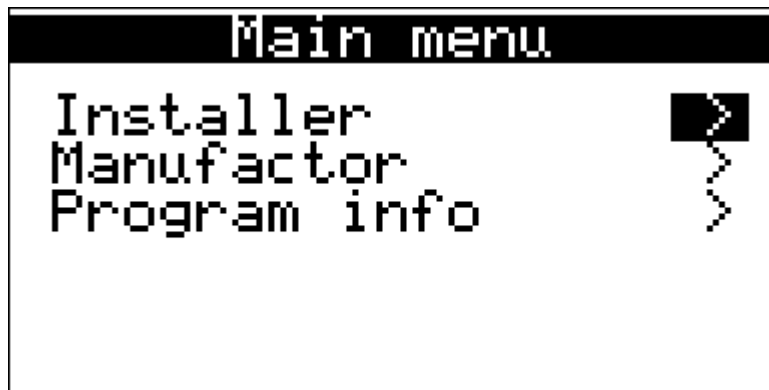 Main menu
Installer >
Manufactor >
Program info >